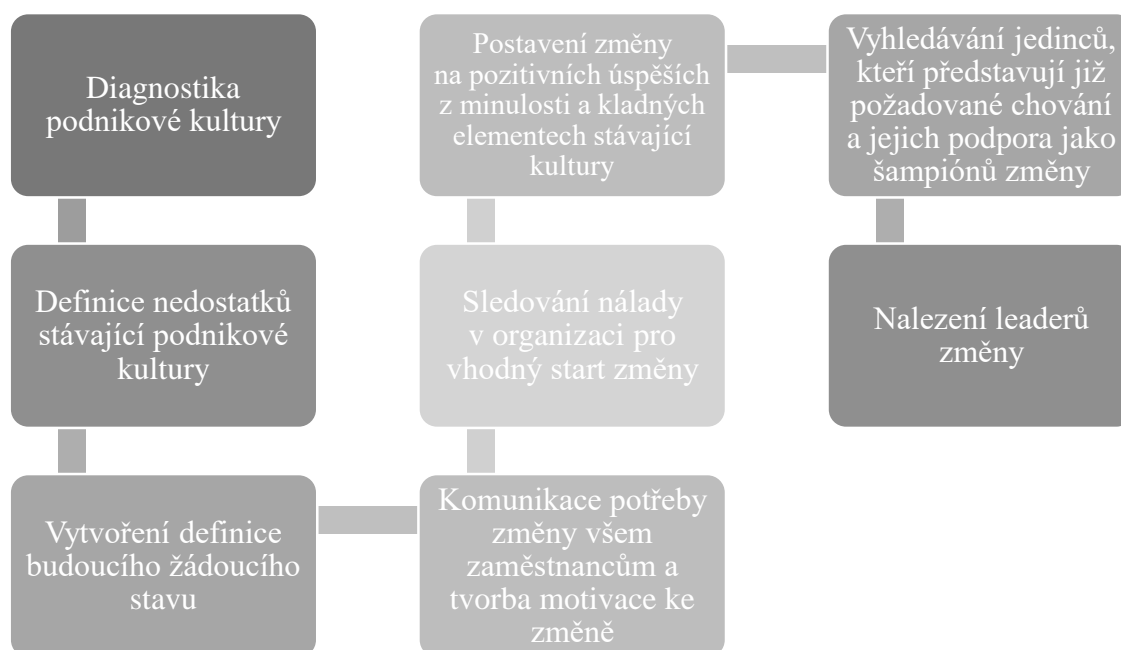 Diagnostika
podnikové kultury
Definice nedostatků
stávající podnikové
kultury
Vytvoření definice
budoucího žádoucího
stavu
Komunikace potřeby
změny všem
zaměstnancům a
tvorba motivace ke
změně
Sledování nálady
v organizaci pro
vhodný start změny
Postavení změny
na pozitivních úspěších
z minulosti a kladných
elementech stávající
kultury
Vyhledávání jedinců,
kteří představují již
požadované chování
a jejich podpora jako
šampiónů změny
Nalezení leaderů
změny